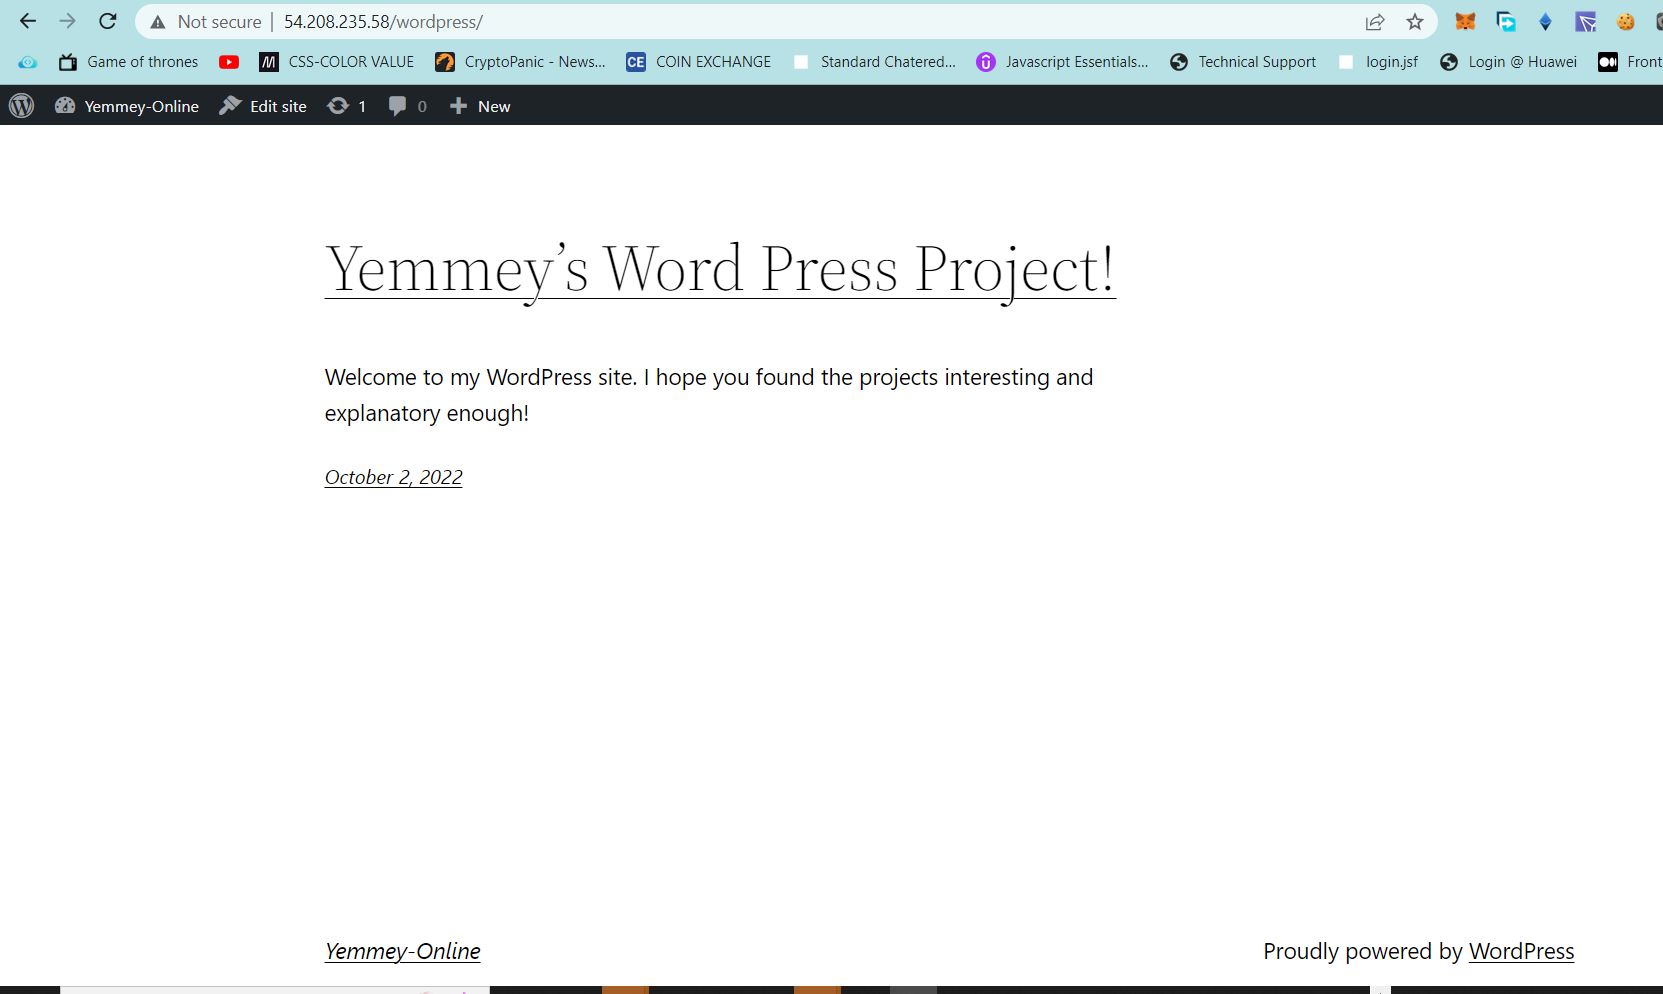 Not secure | 54.208.235.58/wordpress/
Game of thrones CSS-COLOR VALUE CryptoPanic - News... CE COIN EXCHANGE Standard Chatered... Javascript Essentials... Technical Support login.jsf Login @ Huawei Front
Yemmey-Online Edit site 1 0 New
Yemmey’s Word Press Project!
Welcome to my WordPress site. I hope you found the projects interesting and
explanatory enough!
October 2, 2022
Yemmey-Online Proudly powered by WordPress